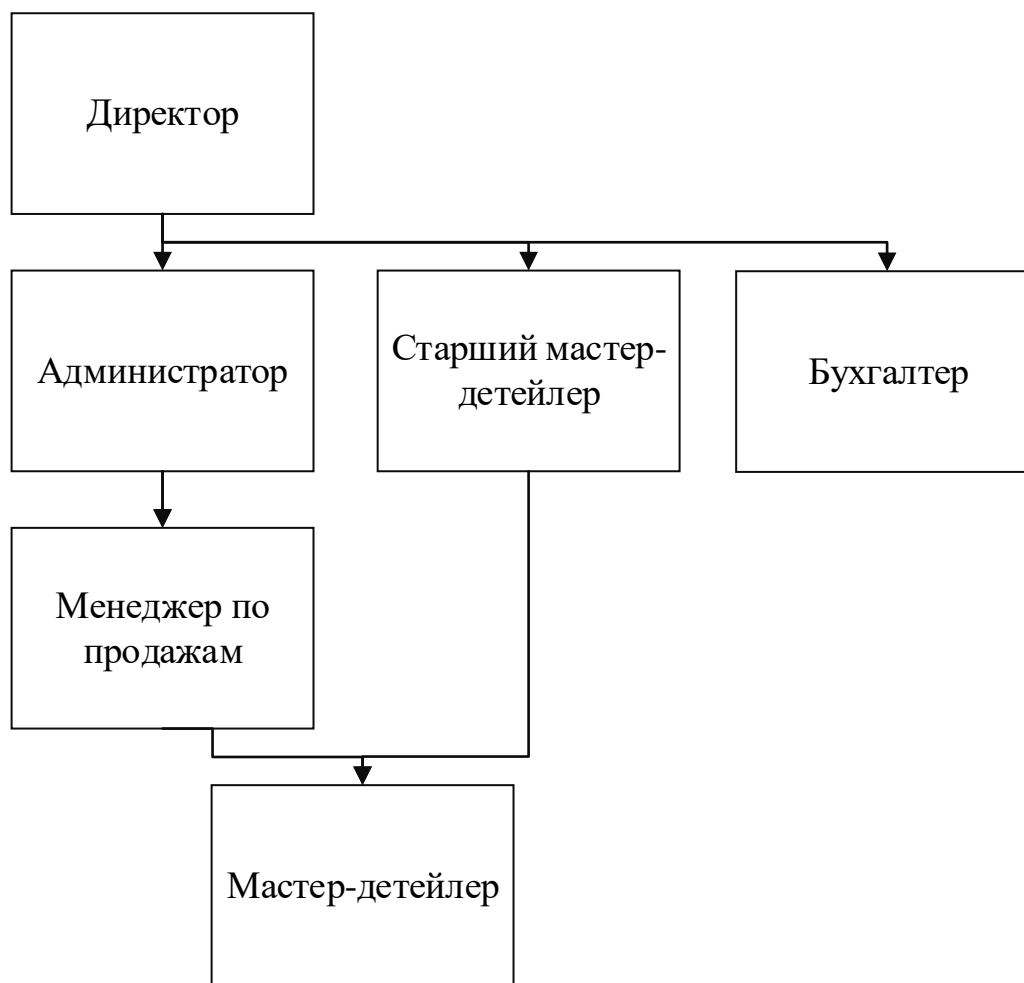 Директор
Администратор
Старший мастер-
детейлер
Бухгалтер
Менеджер по
продажам
Мастер-детейлер